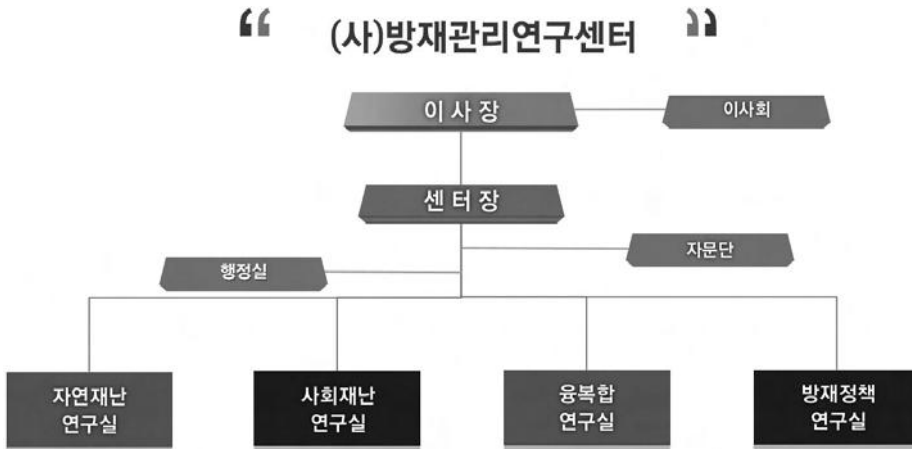 “ (사)방재관리연구센터 ”
이 사 장
이사회
센 터 장
자문단
행정실
자연재난
연구실
사회재난
연구실
융복합
연구실
방재정책
연구실